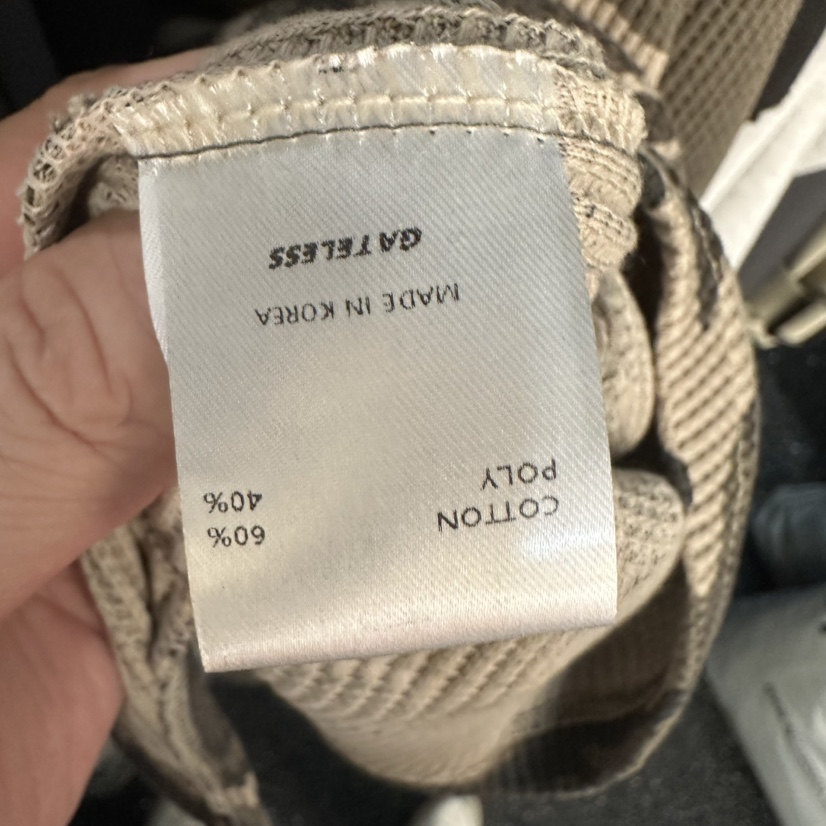 COTTON 60%
POLY 40%
MADE IN KOREA
GATELESS